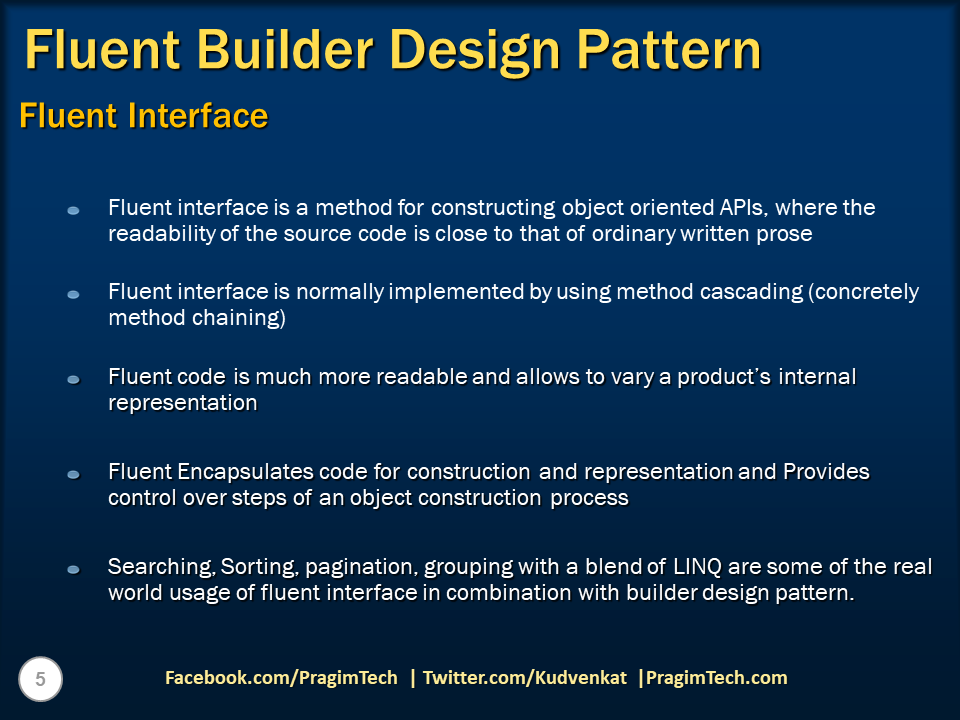 Fluent Builder Design Pattern
Fluent Interface
Fluent interface is a method for constructing object oriented APIs, where the
readability of the source code is close to that of ordinary written prose
Fluent interface is normally implemented by using method cascading (concretely
method chaining)
Fluent code is much more readable and allows to vary a product’s internal
representation
Fluent Encapsulates code for construction and representation and Provides
control over steps of an object construction process
Searching, Sorting, pagination, grouping with a blend of LINQ are some of the real
world usage of fluent interface in combination with builder design pattern.
5
Facebook.com/PragimTech | Twitter.com/Kudvenkat |PragimTech.com